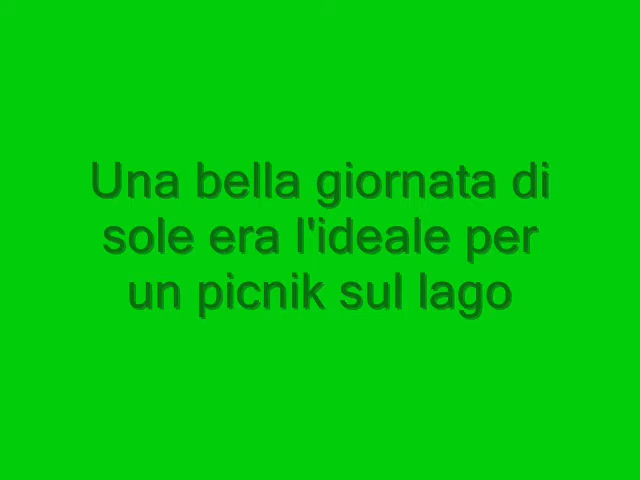 Una bella giornata di
sole era l'ideale per
un picnik sul lago